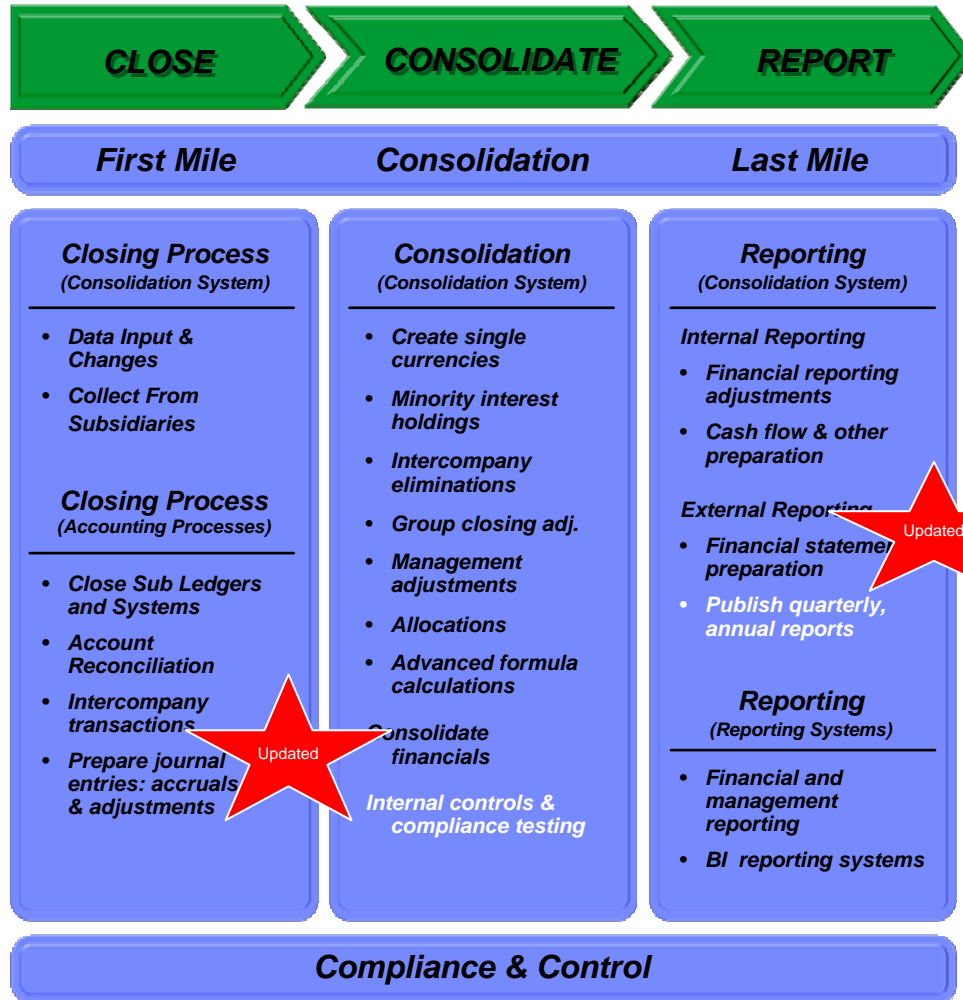 CLOSE
CONSOLIDATE
REPORT
First Mile
Consolidation
Last Mile
Closing Process
(Consolidation System)
• Data Input &
Changes
• Collect From
Subsidiaries
Closing Process
(Accounting Processes)
• Close Sub Ledgers
and Systems
• Account
Reconciliation
• Intercompany
transactions
• Prepare journal
entries: accruals
& adjustments
Updated
Consolidation
(Consolidation System)
• Create single
currencies
• Minority interest
holdings
• Intercompany
eliminations
• Group closing adj.
• Management
adjustments
• Allocations
• Advanced formula
calculations
Consolidate
financials
Internal controls &
compliance testing
Reporting
(Consolidation System)
Internal Reporting
• Financial reporting
adjustments
• Cash flow & other
preparation
External Reporting
• Financial statemen
preparation
• Publish quarterly,
annual reports
Updated
Reporting
(Reporting Systems)
• Financial and
management
reporting
• BI reporting systems
Compliance & Control